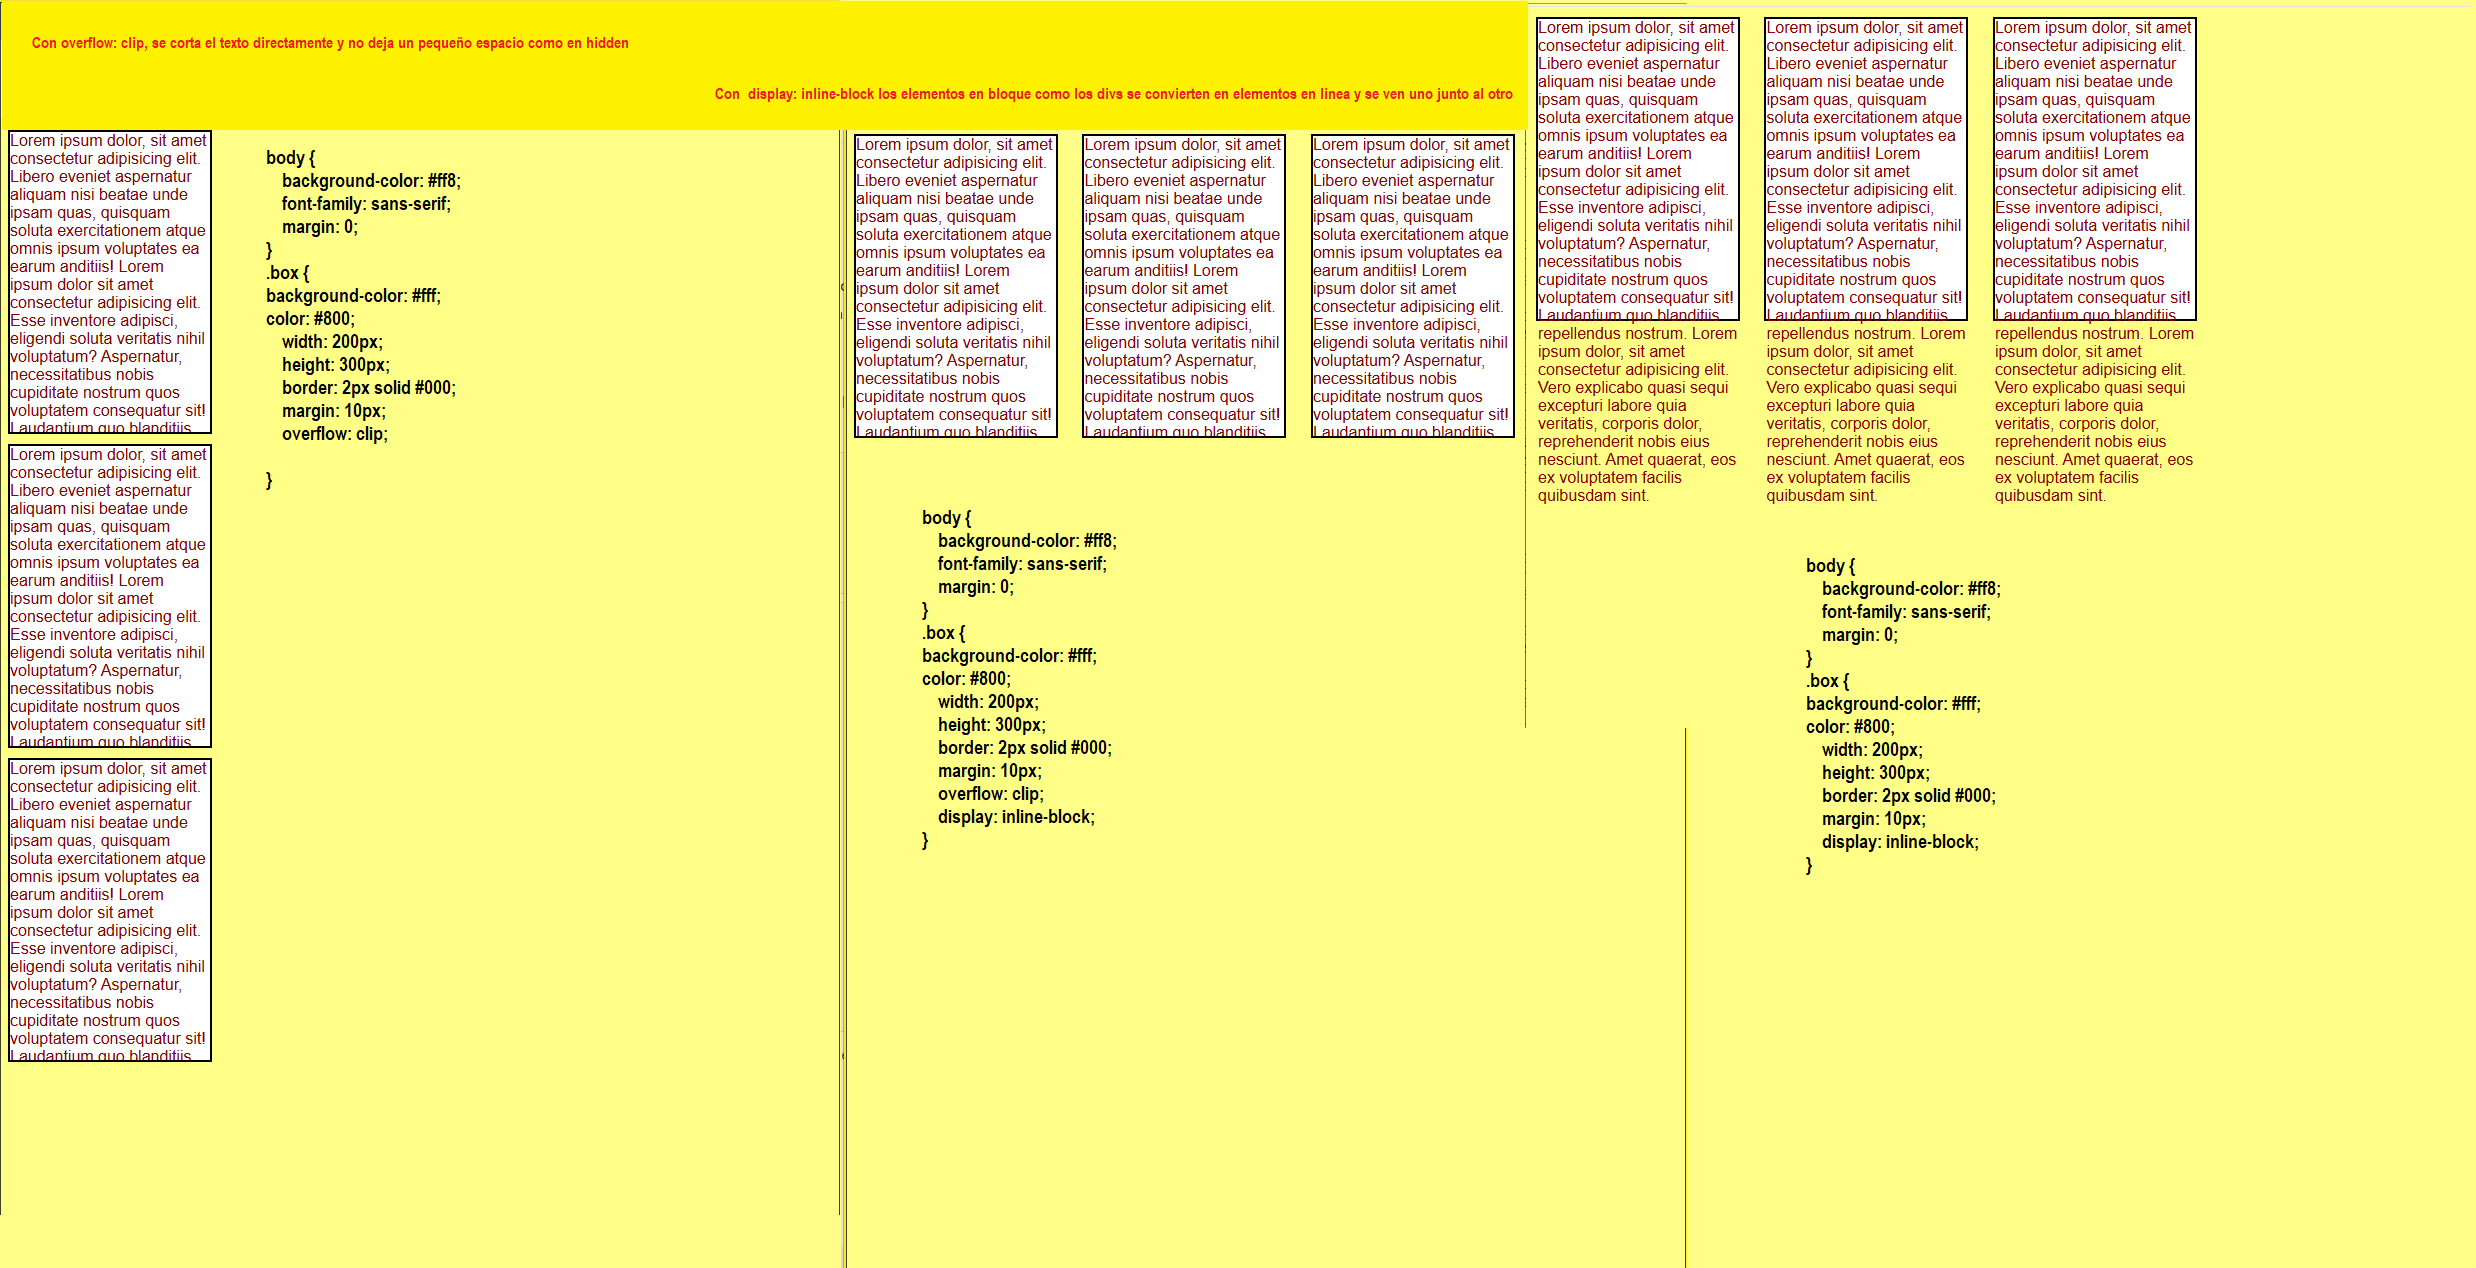 Con overflow: clip, se corta el texto directamente y no deja un pequeño espacio como en hidden
Con  display: inline-block los elementos en bloque como los divs se convierten en elementos en linea y se ven uno junto al otro
Lorem ipsum dolor, sit amet
consectetur adipisicing elit.
Libero eveniet aspernatur
aliquam nisi beatae unde
ipsam quas, quisquam
soluta exercitationem atque
omnis ipsum voluptates ea
earum anditiis! Lorem
ipsum dolor sit amet
consectetur adipisicing elit.
Esse inventore adipisci,
eligendi soluta veritatis nihil
voluptatum? Aspernatur,
necessitatibus nobis
cupiditate nostrum quos
voluptatem consequatur sit!
Laudantium quo blanditiis
Lorem ipsum dolor, sit amet
consectetur adipisicing elit.
Libero eveniet aspernatur
aliquam nisi beatae unde
ipsam quas, quisquam
soluta exercitationem atque
omnis ipsum voluptates ea
earum anditiis! Lorem
ipsum dolor sit amet
consectetur adipisicing elit.
Esse inventore adipisci,
eligendi soluta veritatis nihil
voluptatum? Aspernatur,
necessitatibus nobis
cupiditate nostrum quos
voluptatem consequatur sit!
Laudantium quo blanditiis
Lorem ipsum dolor, sit amet
consectetur adipisicing elit.
Libero eveniet aspernatur
aliquam nisi beatae unde
ipsam quas, quisquam
soluta exercitationem atque
omnis ipsum voluptates ea
earum anditiis! Lorem
ipsum dolor sit amet
consectetur adipisicing elit.
Esse inventore adipisci,
eligendi soluta veritatis nihil
voluptatum? Aspernatur,
necessitatibus nobis
cupiditate nostrum quos
voluptatem consequatur sit!
Laudantium quo blanditiis
body {
background-color: #ff8;
font-family: sans-serif;
margin: 0;
}
.box {
background-color: #fff;
color: #800;
width: 200px;
height: 300px;
border: 2px solid #000;
margin: 10px;
overflow: clip;
}
Lorem ipsum dolor, sit amet
consectetur adipisicing elit.
Libero eveniet aspernatur
aliquam nisi beatae unde
ipsam quas, quisquam
soluta exercitationem atque
omnis ipsum voluptates ea
earum anditiis! Lorem
ipsum dolor sit amet
consectetur adipisicing elit.
Esse inventore adipisci,
eligendi soluta veritatis nihil
voluptatum? Aspernatur,
necessitatibus nobis
cupiditate nostrum quos
voluptatem consequatur sit!
Laudantium quo blanditiis
Lorem ipsum dolor, sit amet
consectetur adipisicing elit.
Libero eveniet aspernatur
aliquam nisi beatae unde
ipsam quas, quisquam
soluta exercitationem atque
omnis ipsum voluptates ea
earum anditiis! Lorem
ipsum dolor sit amet
consectetur adipisicing elit.
Esse inventore adipisci,
eligendi soluta veritatis nihil
voluptatum? Aspernatur,
necessitatibus nobis
cupiditate nostrum quos
voluptatem consequatur sit!
Laudantium quo blanditiis
Lorem ipsum dolor, sit amet
consectetur adipisicing elit.
Libero eveniet aspernatur
aliquam nisi beatae unde
ipsam quas, quisquam
soluta exercitationem atque
omnis ipsum voluptates ea
earum anditiis! Lorem
ipsum dolor sit amet
consectetur adipisicing elit.
Esse inventore adipisci,
eligendi soluta veritatis nihil
voluptatum? Aspernatur,
necessitatibus nobis
cupiditate nostrum quos
voluptatem consequatur sit!
Laudantium quo blanditiis
body {
background-color: #ff8;
font-family: sans-serif;
margin: 0;
}
.box {
background-color: #fff;
color: #800;
width: 200px;
height: 300px;
border: 2px solid #000;
margin: 10px;
overflow: clip;
display: inline-block;
}
Lorem ipsum dolor, sit amet
consectetur adipisicing elit.
Libero eveniet aspernatur
aliquam nisi beatae unde
ipsam quas, quisquam
soluta exercitationem atque
omnis ipsum voluptates ea
earum anditiis! Lorem
ipsum dolor sit amet
consectetur adipisicing elit.
Esse inventore adipisci,
eligendi soluta veritatis nihil
voluptatum? Aspernatur,
necessitatibus nobis
cupiditate nostrum quos
voluptatem consequatur sit!
Laudantium quo blanditiis
repellendus nostrum. Lorem
ipsum dolor, sit amet
consectetur adipisicing elit.
Vero explicabo quasi sequi
excepturi labore quia
veritatis, corporis dolor,
reprehenderit nobis eius
nesciunt. Amet quaerat, eos
ex voluptatem facilis
quibusdam sint.
Lorem ipsum dolor, sit amet
consectetur adipisicing elit.
Libero eveniet aspernatur
aliquam nisi beatae unde
ipsam quas, quisquam
soluta exercitationem atque
omnis ipsum voluptates ea
earum anditiis! Lorem
ipsum dolor sit amet
consectetur adipisicing elit.
Esse inventore adipisci,
eligendi soluta veritatis nihil
voluptatum? Aspernatur,
necessitatibus nobis
cupiditate nostrum quos
voluptatem consequatur sit!
Laudantium quo blanditiis
repellendus nostrum. Lorem
ipsum dolor, sit amet
consectetur adipisicing elit.
Vero explicabo quasi sequi
excepturi labore quia
veritatis, corporis dolor,
reprehenderit nobis eius
nesciunt. Amet quaerat, eos
ex voluptatem facilis
quibusdam sint.
Lorem ipsum dolor, sit amet
consectetur adipisicing elit.
Libero eveniet aspernatur
aliquam nisi beatae unde
ipsam quas, quisquam
soluta exercitationem atque
omnis ipsum voluptates ea
earum anditiis! Lorem
ipsum dolor sit amet
consectetur adipisicing elit.
Esse inventore adipisci,
eligendi soluta veritatis nihil
voluptatum? Aspernatur,
necessitatibus nobis
cupiditate nostrum quos
voluptatem consequatur sit!
Laudantium quo blanditiis
repellendus nostrum. Lorem
ipsum dolor, sit amet
consectetur adipisicing elit.
Vero explicabo quasi sequi
excepturi labore quia
veritatis, corporis dolor,
reprehenderit nobis eius
nesciunt. Amet quaerat, eos
ex voluptatem facilis
quibusdam sint.
body {
background-color: #ff8;
font-family: sans-serif;
margin: 0;
}
.box {
background-color: #fff;
color: #800;
width: 200px;
height: 300px;
border: 2px solid #000;
margin: 10px;
display: inline-block;
}